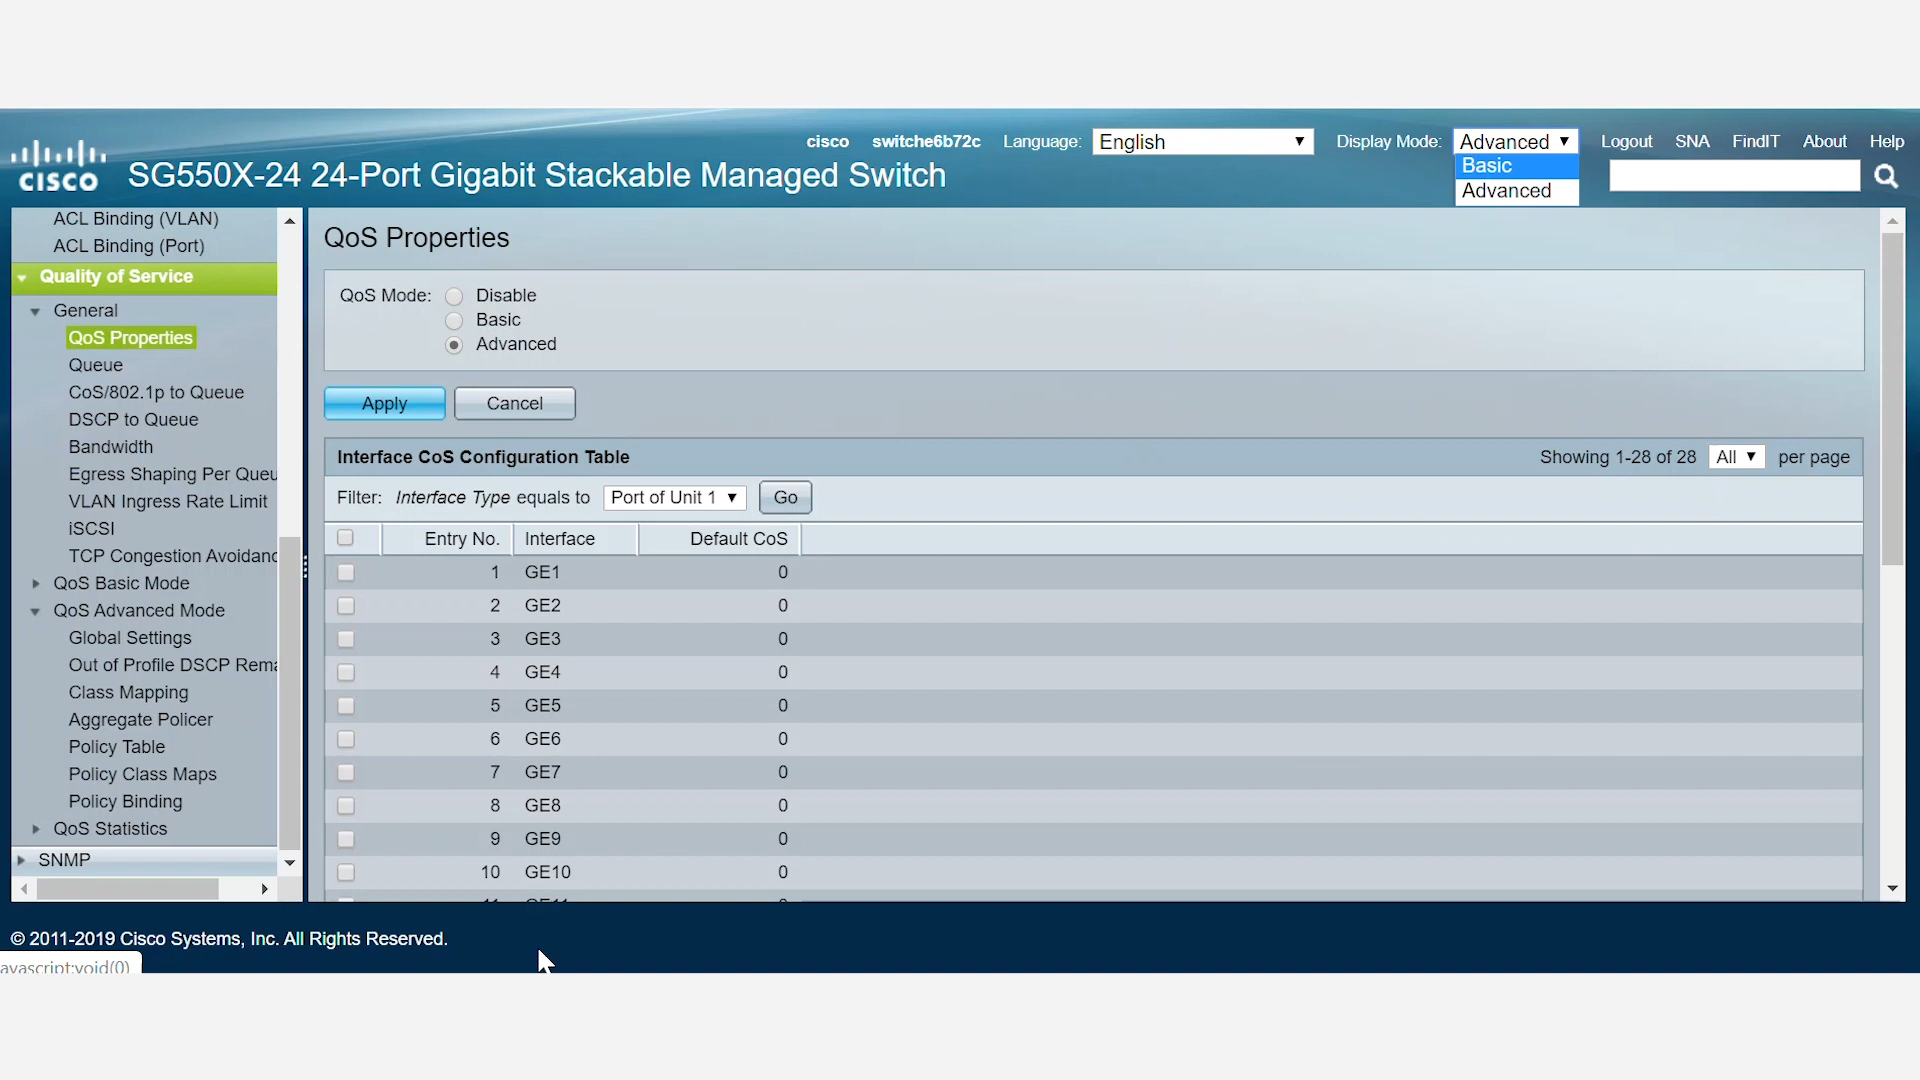 cisco switche6b72c Language: English Display Mode: Advanced Logout SNA FindIT About Help
Basic
Advanced
CISCO SG550X-24 24-Port Gigabit Stackable Managed Switch
ACL Binding (VLAN)
ACL Binding (Port)
Quality of Service
General
QoS Properties
Queue
CoS/802.1p to Queue
DSCP to Queue
Bandwidth
Egress Shaping Per Queu
VLAN Ingress Rate Limit
iSCSI
TCP Congestion Avoidanc
QoS Basic Mode
QoS Advanced Mode
Global Settings
Out of Profile DSCP Rema
Class Mapping
Aggregate Policer
Policy Table
Policy Class Maps
Policy Binding
QoS Statistics
SNMP
QoS Properties
QoS Mode: Disable
Basic
Advanced
Apply Cancel
Interface CoS Configuration Table Showing 1-28 of 28 All per page
Filter: Interface Type equals to Port of Unit 1 Go
Entry No. Interface Default CoS
1 GE1 0
2 GE2 0
3 GE3 0
4 GE4 0
5 GE5 0
6 GE6 0
7 GE7 0
8 GE8 0
9 GE9 0
10 GE10 0
© 2011-2019 Cisco Systems, Inc. All Rights Reserved.
avascript:void(0)